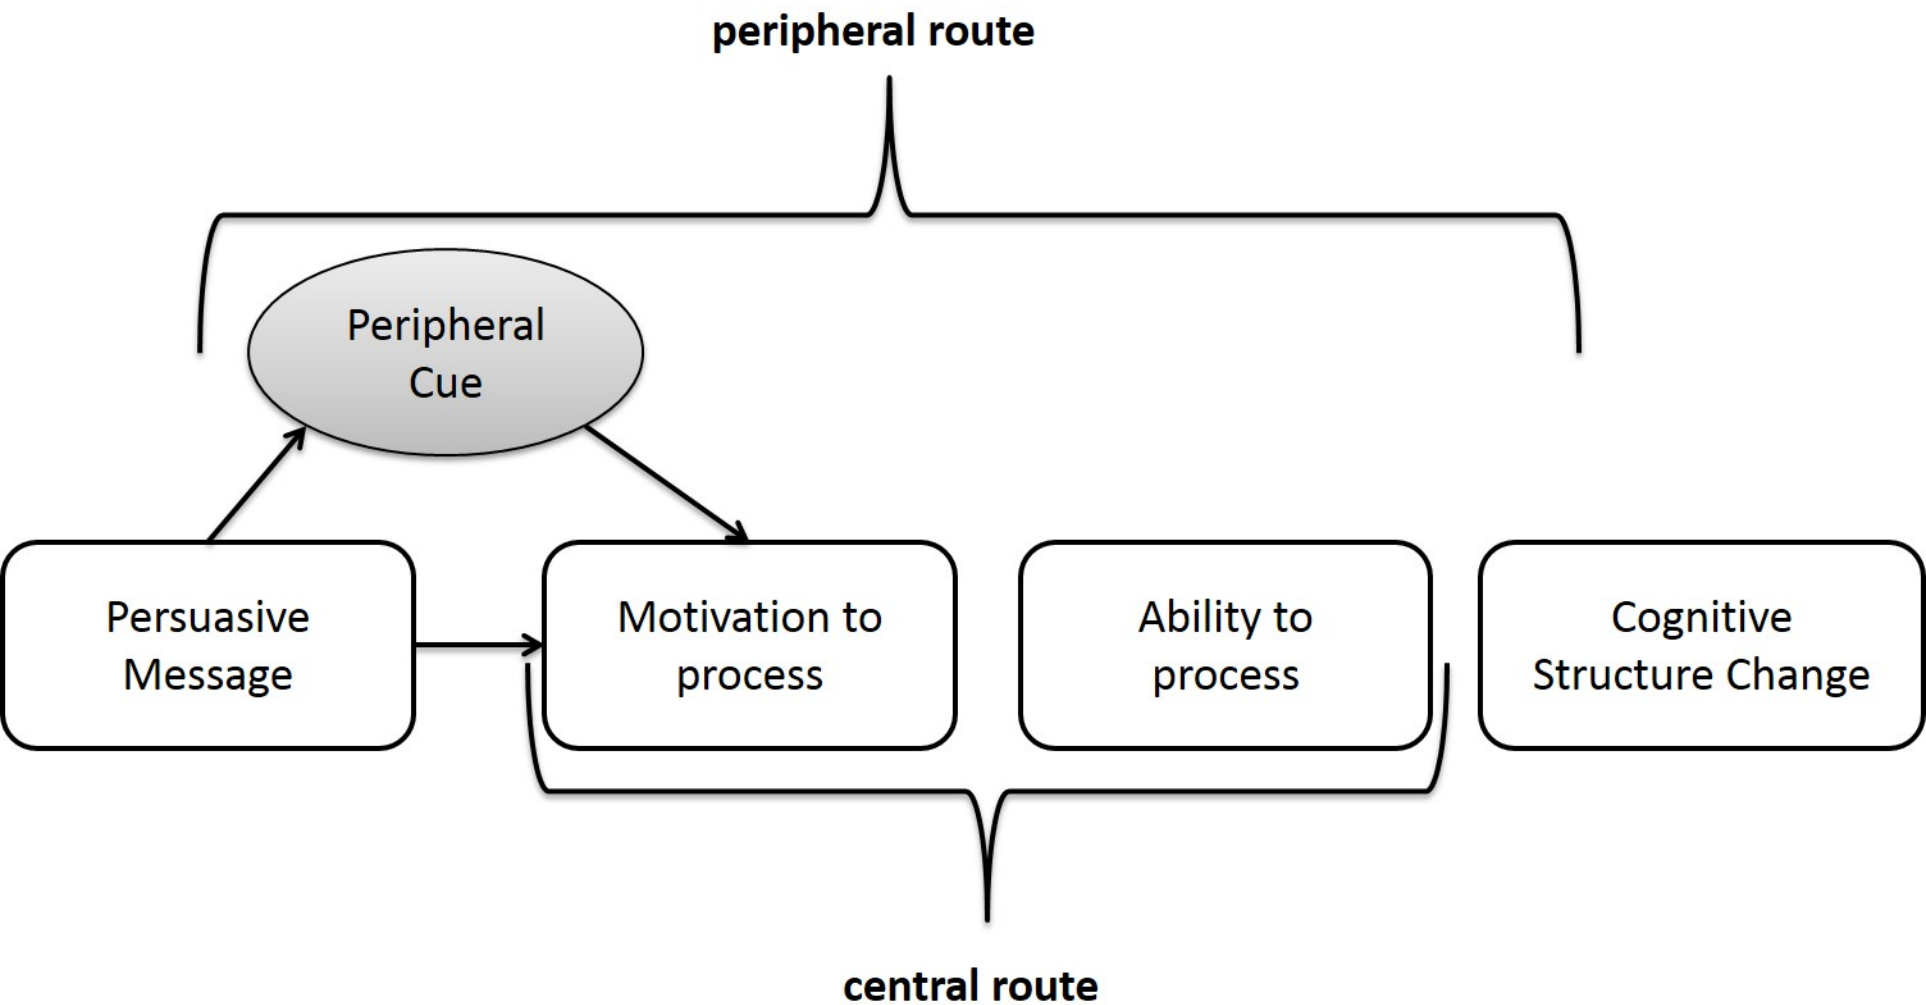 peripheral route
Peripheral
Cue
Persuasive
Message
Motivation to
process
Ability to
process
Cognitive
Structure Change
central route